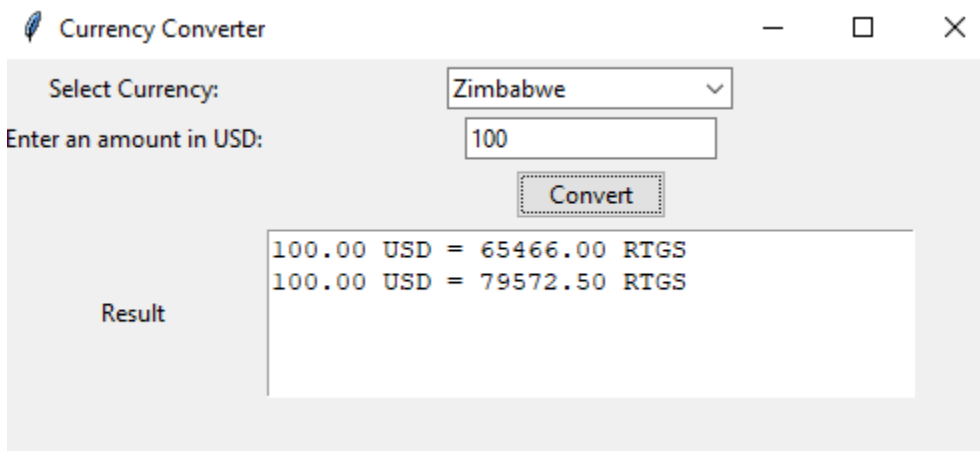 Currency Converter
Select Currency: Zimbabwe
Enter an amount in USD: 100
Convert
100.00 USD = 65466.00 RTGS
100.00 USD = 79572.50 RTGS
Result